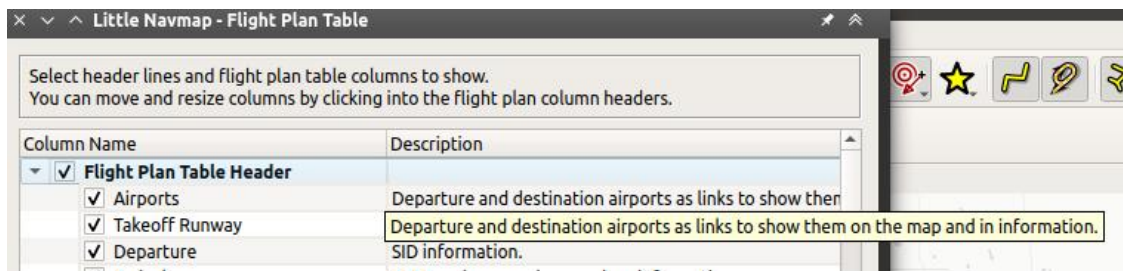 Little Navmap - Flight Plan Table
Select header lines and flight plan table columns to show.
You can move and resize columns by clicking into the flight plan column headers.
Column Name Description
Flight Plan Table Header
Airports Departure and destination airports as links to show then
Takeoff Runway Departure and destination airports as links to show them on the map and in information.
Departure SID information.